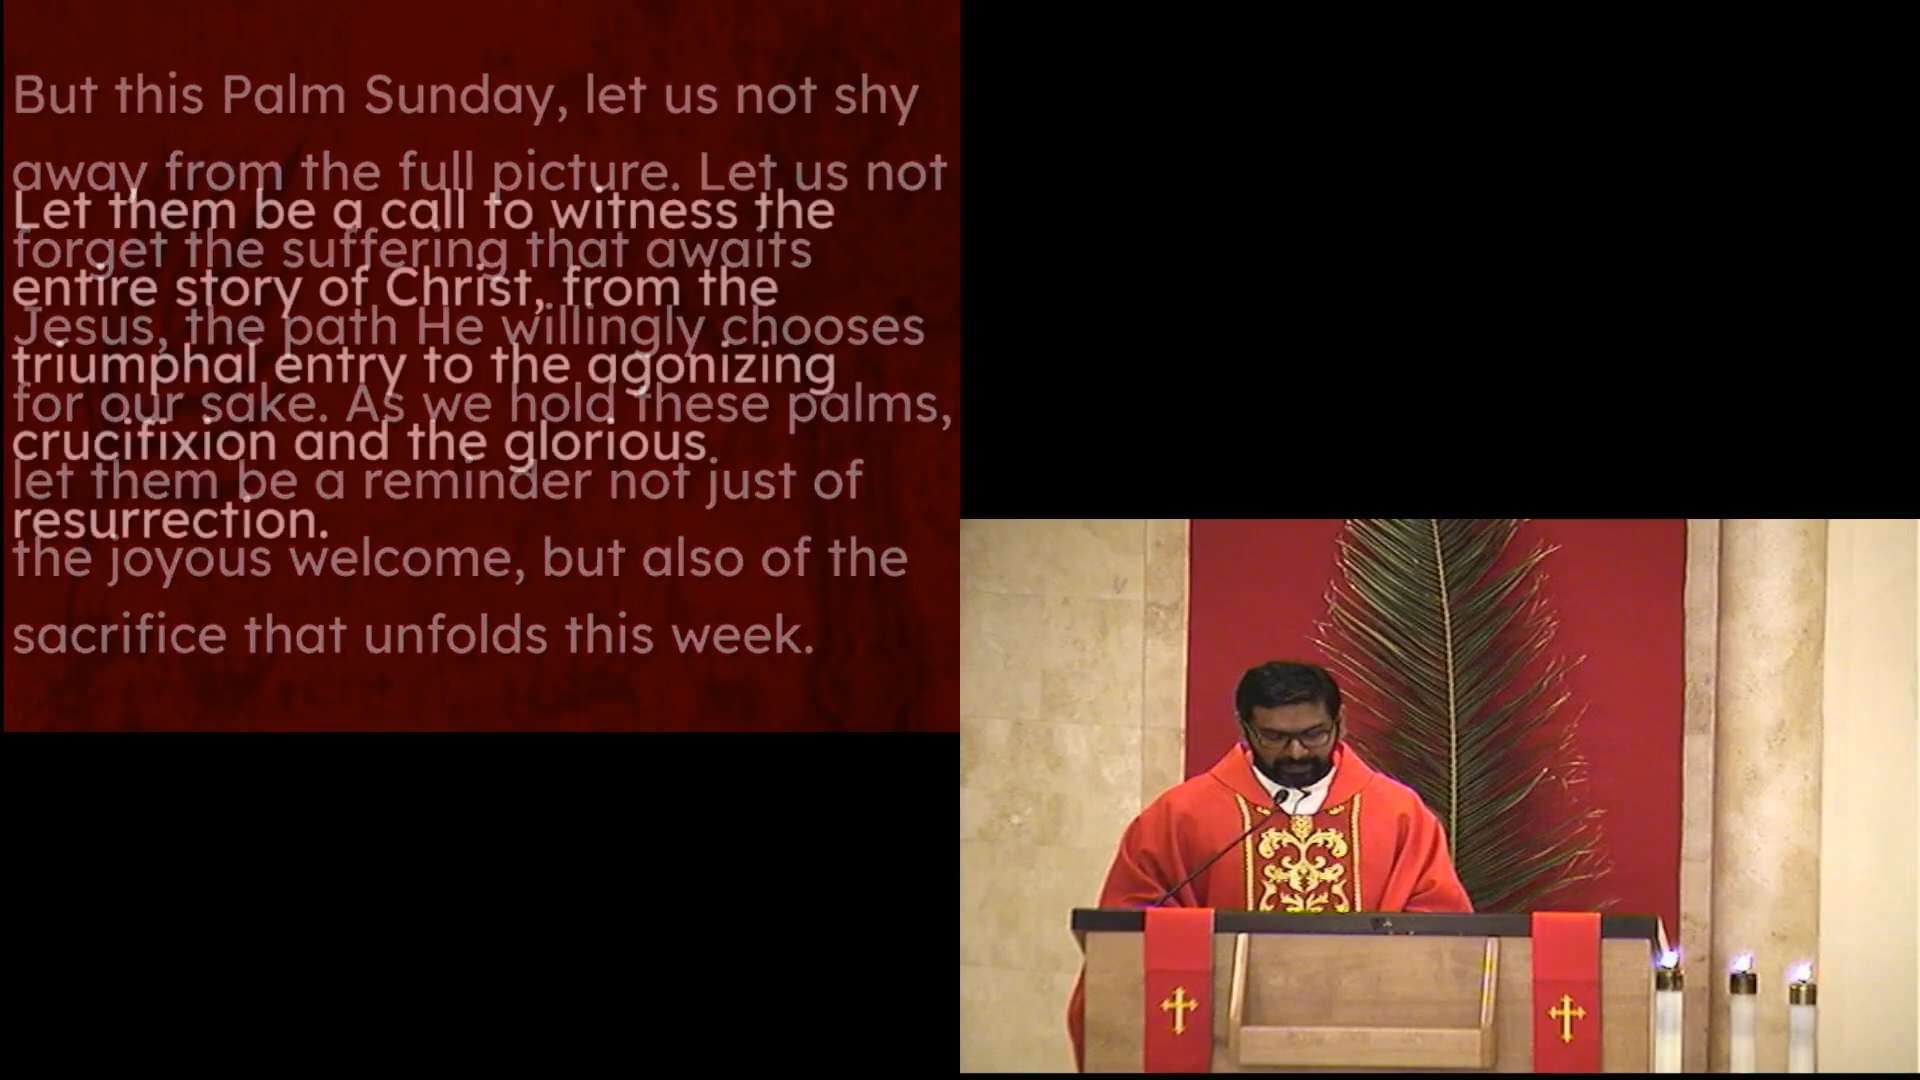 But this Palm Sunday, let us not shy
away from the full picture. Let us not
forget the suffering that awaits
Jesus, the path He willingly chooses
for our sake. As we hold these palms,
let them be a reminder not just of
the joyous welcome, but also of the
sacrifice that unfolds this week.
Let them be a call to witness the
entire story of Christ, from the
triumphal entry to the agonizing
crucifixion and the glorious.
resurrection.